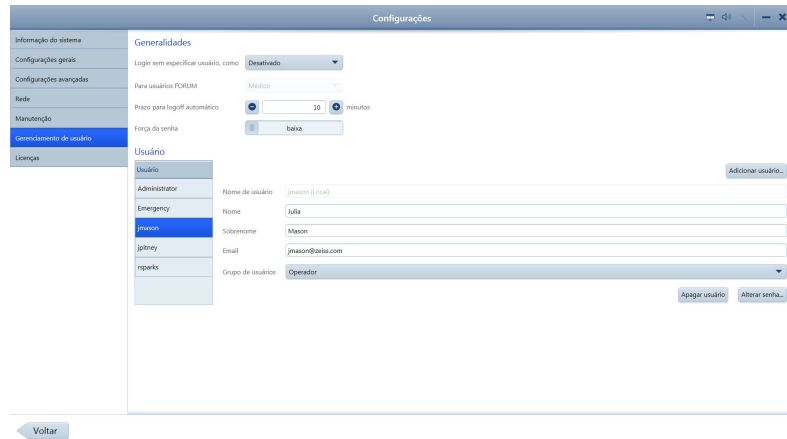 Configurações
Informação do sistema
Configurações gerais
Configurações avançadas
Rede
Manutenção
Gerenciamento de usuário
Licenças
Generalidades
Login sem especificar usuário, como Desativado
Para usuários FORUM Médico
Prazo para logoff automático 10 minutos
Força da senha baixa
Usuário
Usuário
Adicionar usuário...
Administrator
Emergency
jmason
jpitney
rsparks
Nome de usuário jmason (Local)
Nome Julia
Sobrenome Mason
Email jmason@zeiss.com
Grupo de usuários Operador
Apagar usuário Alterar senha...
Voltar